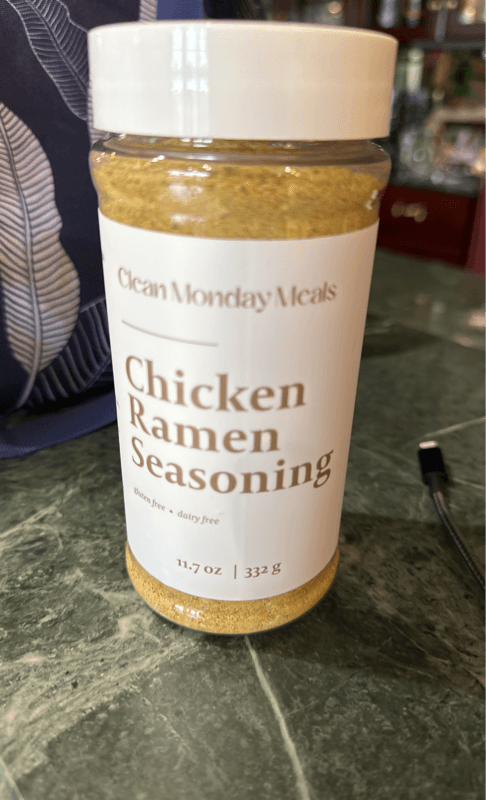 Clean Monday Meals
Chicken
Ramen
Seasoning
gluten free • dairy free
11.7 oz | 332 g